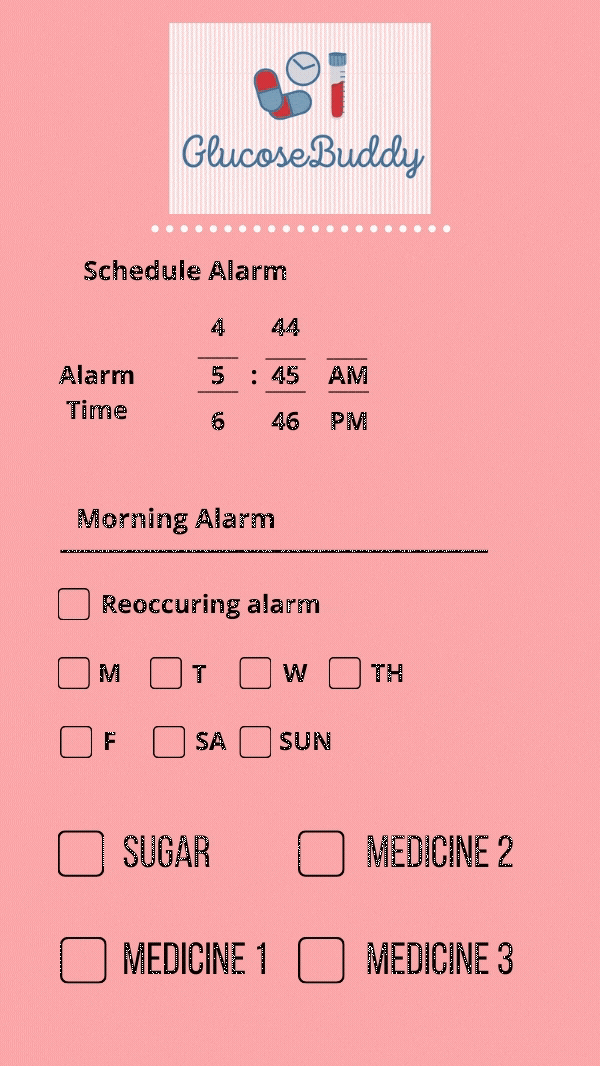 GlucoseBuddy
Schedule Alarm
4 44
Alarm 5 : 45 AM
Time
6 46 PM
Morning Alarm
Reoccuring alarm
M T W TH
F SA SUN
SUGAR MEDICINE 2
MEDICINE 1 MEDICINE 3